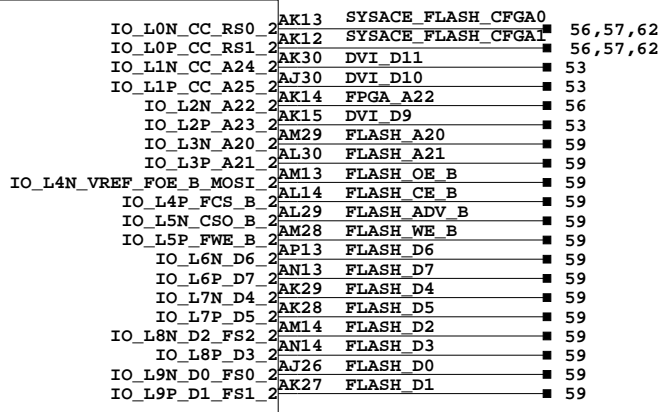 IO_L0N_CC_RS0_2 AK13 SYSACE_FLASH_CFGA0 56,57,62
IO_L0P_CC_RS1_2 AK12 SYSACE_FLASH_CFGA1 56,57,62
IO_L1N_CC_A24_2 AK30 DVI_D11 53
IO_L1P_CC_A25_2 AJ30 DVI_D10 53
IO_L2N_A22_2 AK14 FPGA_A22 56
IO_L2P_A23_2 AK15 DVI_D9 53
IO_L3N_A20_2 AM29 FLASH_A20 59
IO_L3P_A21_2 AL30 FLASH_A21 59
IO_L4N_VREF_FOE_B_MOSI_2 AM13 FLASH_OE_B 59
IO_L4P_FCS_B_2 AL14 FLASH_CE_B 59
IO_L5N_CSO_B_2 AL29 FLASH_ADV_B 59
IO_L5P_FWE_B_2 AM28 FLASH_WE_B 59
IO_L6N_D6_2 AP13 FLASH_D6 59
IO_L6P_D7_2 AN13 FLASH_D7 59
IO_L7N_D4_2 AK29 FLASH_D4 59
IO_L7P_D5_2 AK28 FLASH_D5 59
IO_L8N_D2_FS2_2 AM14 FLASH_D2 59
IO_L8P_D3_2 AN14 FLASH_D3 59
IO_L9N_D0_FS0_2 AJ26 FLASH_D0 59
IO_L9P_D1_FS1_2 AK27 FLASH_D1 59